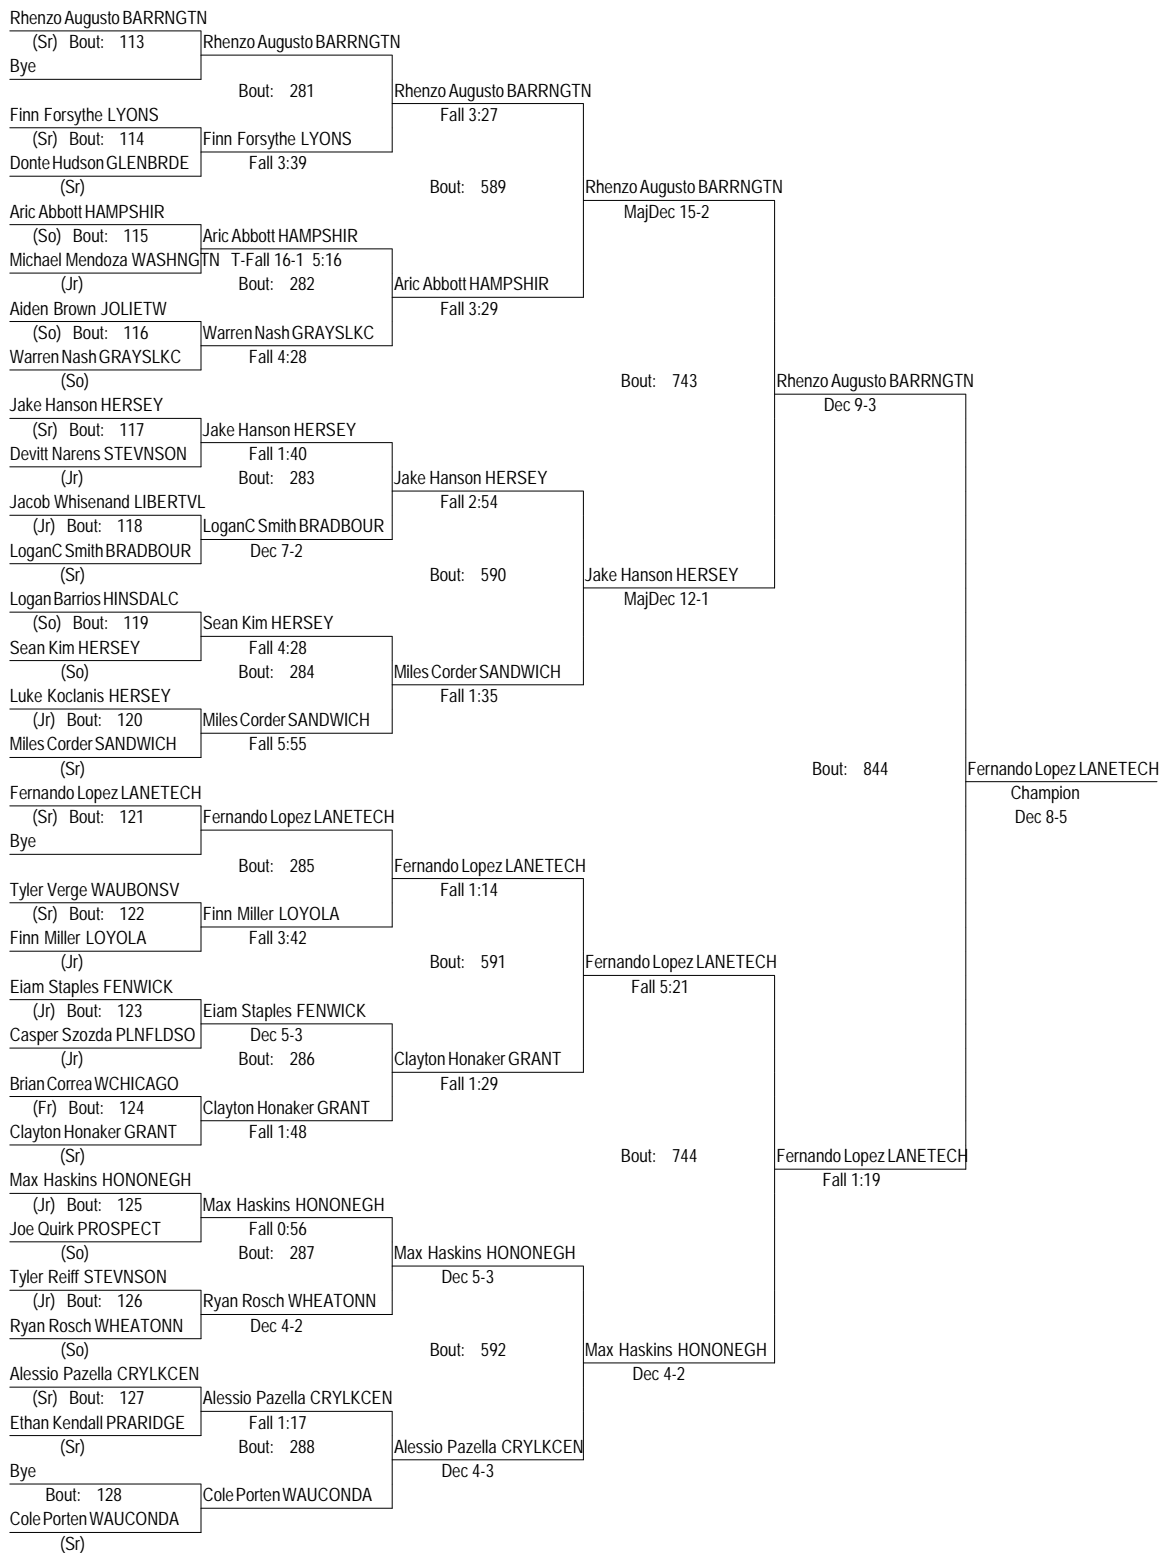 Rhenzo Augusto BARRNGTN
(Sr) Bout: 113 Rhenzo Augusto BARRNGTN
Bye
Bout: 281 Rhenzo Augusto BARRNGTN
Finn Forsythe LYONS Fall 3:27
(Sr) Bout: 114 Finn Forsythe LYONS
Donte Hudson GLENBRDE Fall 3:39
(Sr) Bout: 589 Rhenzo Augusto BARRNGTN
Aric Abbott HAMPSHIR MajDec 15-2
(So) Bout: 115 Aric Abbott HAMPSHIR
Michael Mendoza WASHNGTN T-Fall 16-1 5:16
(Jr) Bout: 282 Aric Abbott HAMPSHIR
Aiden Brown JOLIETW Fall 3:29
(So) Bout: 116 Warren Nash GRAYSLKC
Warren Nash GRAYSLKC Fall 4:28
(So) Bout: 743 Rhenzo Augusto BARRNGTN
Jake Hanson HERSEY Dec 9-3
(Sr) Bout: 117 Jake Hanson HERSEY
Devitt Narens STEVNSON Fall 1:40
(Jr) Bout: 283 Jake Hanson HERSEY
Jacob Whisenand LIBERTVL Fall 2:54
(Jr) Bout: 118 LoganC Smith BRADBOUR
LoganC Smith BRADBOUR Dec 7-2
(Sr) Bout: 590 Jake Hanson HERSEY
Logan Barrios HINSDALC MajDec 12-1
(So) Bout: 119 Sean Kim HERSEY
Sean Kim HERSEY Fall 4:28
(So) Bout: 284 Miles Corder SANDWICH
Luke Koclanis HERSEY Fall 1:35
(Jr) Bout: 120 Miles Corder SANDWICH
Miles Corder SANDWICH Fall 5:55
(Sr) Bout: 844 Fernando Lopez LANETECH
Fernando Lopez LANETECH Champion
(Sr) Bout: 121 Fernando Lopez LANETECH Dec 8-5
Bye
Bout: 285 Fernando Lopez LANETECH
Tyler Verge WAUBONSV Fall 1:14
(Sr) Bout: 122 Finn Miller LOYOLA
Finn Miller LOYOLA Fall 3:42
(Jr) Bout: 591 Fernando Lopez LANETECH
Eiam Staples FENWICK Fall 5:21
(Jr) Bout: 123 Eiam Staples FENWICK
Casper Szozda PLNFLDSO Dec 5-3
(Jr) Bout: 286 Clayton Honaker GRANT
Brian Correa WCHICAGO Fall 1:29
(Fr) Bout: 124 Clayton Honaker GRANT
Clayton Honaker GRANT Fall 1:48
(Sr) Bout: 744 Fernando Lopez LANETECH
Max Haskins HONONEGH Fall 1:19
(Jr) Bout: 125 Max Haskins HONONEGH
Joe Quirk PROSPECT Fall 0:56
(So) Bout: 287 Max Haskins HONONEGH
Tyler Reiff STEVNSON Dec 5-3
(Jr) Bout: 126 Ryan Rosch WHEATONN
Ryan Rosch WHEATONN Dec 4-2
(So) Bout: 592 Max Haskins HONONEGH
Alessio Pazella CRYLKCEN Dec 4-2
(Sr) Bout: 127 Alessio Pazella CRYLKCEN
Ethan Kendall PRARIDGE Fall 1:17
(Sr) Bout: 288 Alessio Pazella CRYLKCEN
Bye Dec 4-3
Bout: 128 Cole Porten WAUCONDA
Cole Porten WAUCONDA
(Sr)